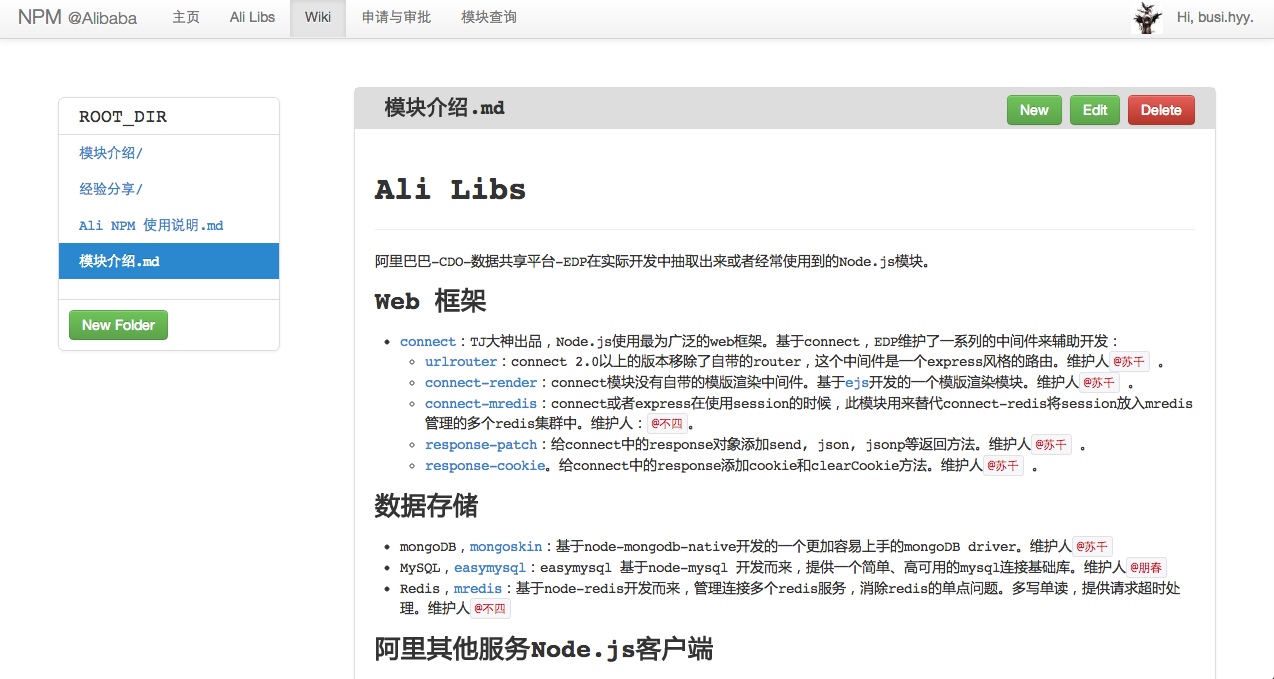 NPM @Alibaba 主页 Ali Libs Wiki 申请与审批 模块查询 Hi, busi.hyy.
ROOT_DIR
模块介绍/
经验分享/
Ali NPM 使用说明.md
模块介绍.md
New Folder
模块介绍.md New Edit Delete
Ali Libs
阿里巴巴-CDO-数据共享平台-EDP在实际开发中抽取出来或者经常使用到的Node.js模块。
Web 框架
connect：TJ大神出品，Node.js使用最为广泛的web框架。基于connect，EDP维护了一系列的中间件来辅助开发：
urlrouter：connect 2.0以上的版本移除了自带的router，这个中间件是一个express风格的路由。维护人@苏千 。
connect-render：connect模块没有自带的模版渲染中间件。基于ejs开发的一个模版渲染模块。维护人@苏千 。
connect-mredis：connect或者express在使用session的时候，此模块用来替代connect-redis将session放入mredis
管理的多个redis集群中。维护人：@不四。
response-patch：给connect中的response对象添加send, json, jsonp等返回方法。维护人@苏千 。
response-cookie。给connect中的response添加cookie和clearCookie方法。维护人@苏千 。
数据存储
mongoDB，mongoskin：基于node-mongodb-native开发的一个更加容易上手的mongoDB driver。维护人@苏千
MySQL，easymysql：easymysql 基于node-mysql 开发而来，提供一个简单、高可用的mysql连接基础库。维护人@朋春
Redis，mredis：基于node-redis开发而来，管理连接多个redis服务，消除redis的单点问题。多写单读，提供请求超时处
理。维护人@不四
阿里其他服务Node.js客户端